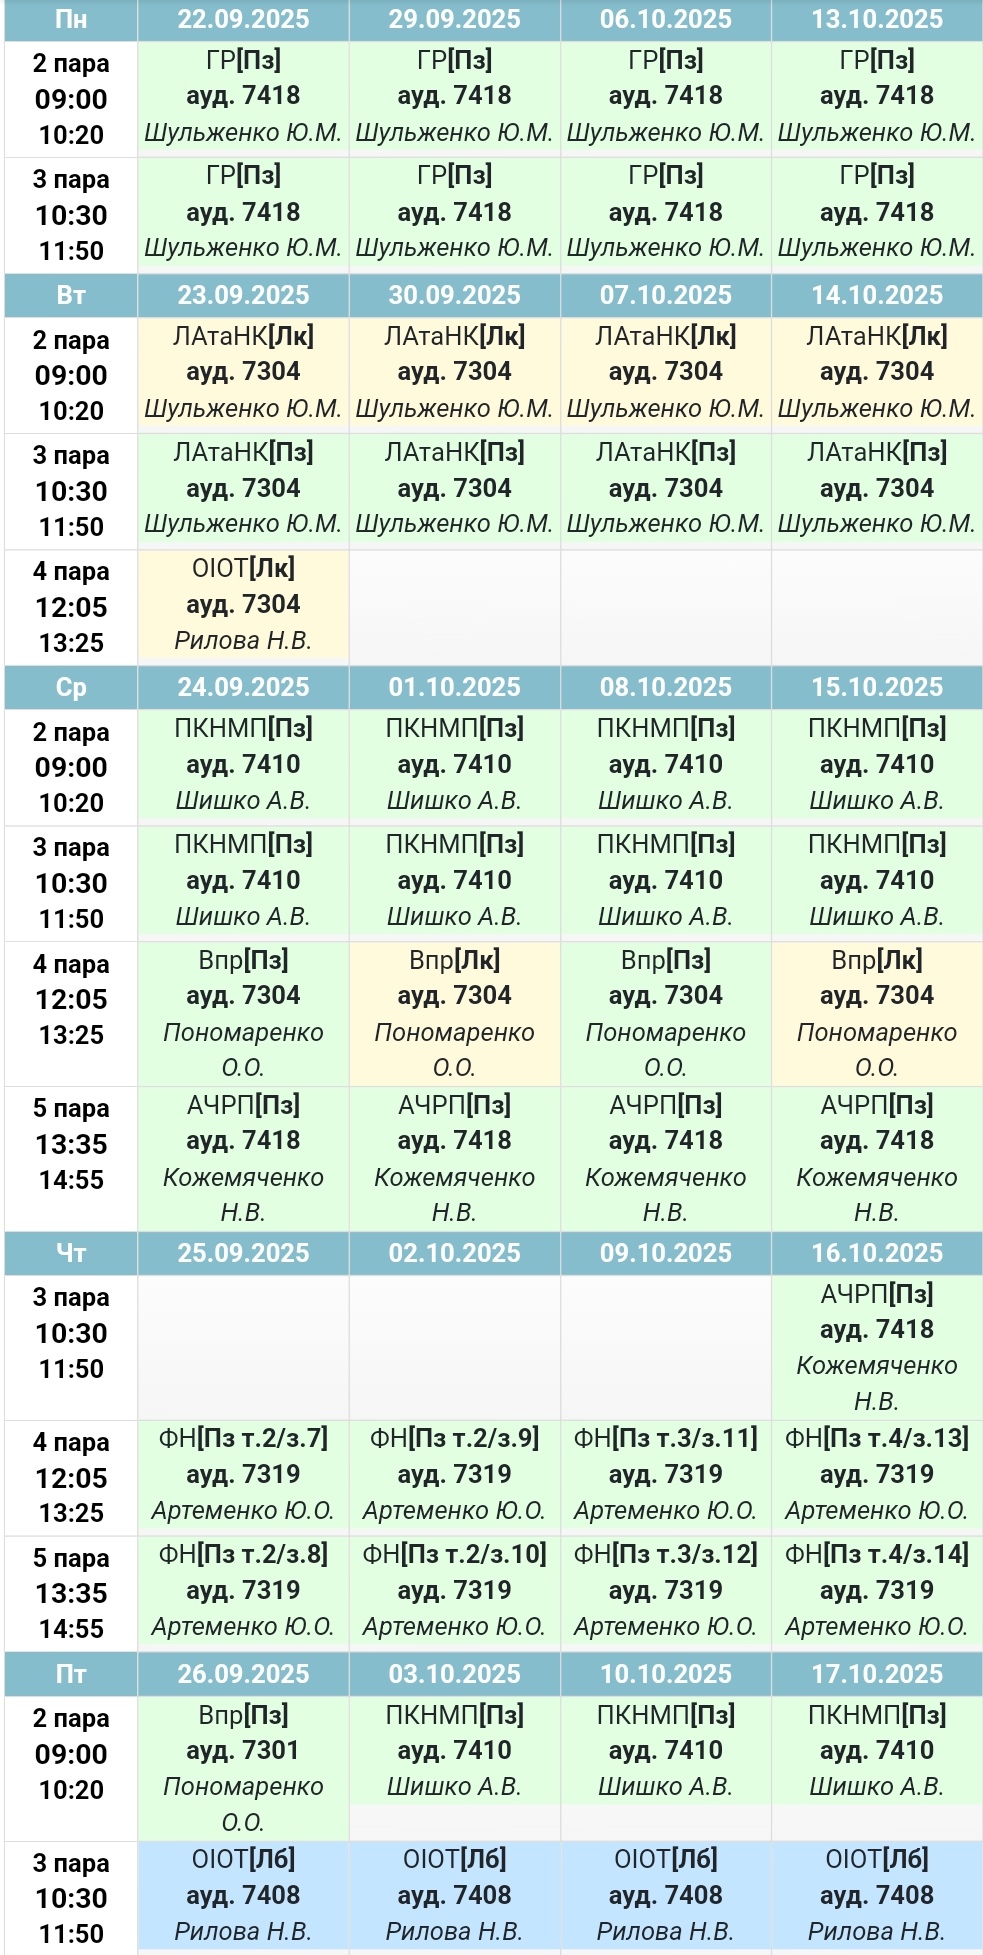 Пн 22.09.2025 29.09.2025 06.10.2025 13.10.2025
2 пара ГР[Пз] ГР[Пз] ГР[Пз] ГР[Пз]
09:00 ауд. 7418 ауд. 7418 ауд. 7418 ауд. 7418
10:20 Шульженко Ю.М. Шульженко Ю.М. Шульженко Ю.М. Шульженко Ю.М.
3 пара ГР[Пз] ГР[Пз] ГР[Пз] ГР[Пз]
10:30 ауд. 7418 ауд. 7418 ауд. 7418 ауд. 7418
11:50 Шульженко Ю.М. Шульженко Ю.М. Шульженко Ю.М. Шульженко Ю.М.
Вт 23.09.2025 30.09.2025 07.10.2025 14.10.2025
2 пара ЛАтаНК[Лк] ЛАтаНК[Лк] ЛАтаНК[Лк] ЛАтаНК[Лк]
09:00 ауд. 7304 ауд. 7304 ауд. 7304 ауд. 7304
10:20 Шульженко Ю.М. Шульженко Ю.М. Шульженко Ю.М. Шульженко Ю.М.
3 пара ЛАтаНК[Пз] ЛАтаНК[Пз] ЛАтаНК[Пз] ЛАтаНК[Пз]
10:30 ауд. 7304 ауд. 7304 ауд. 7304 ауд. 7304
11:50 Шульженко Ю.М. Шульженко Ю.М. Шульженко Ю.М. Шульженко Ю.М.
4 пара ОІОТ[Лк]
12:05 ауд. 7304
13:25 Рилова Н.В.
Ср 24.09.2025 01.10.2025 08.10.2025 15.10.2025
2 пара ПКНМП[Пз] ПКНМП[Пз] ПКНМП[Пз] ПКНМП[Пз]
09:00 ауд. 7410 ауд. 7410 ауд. 7410 ауд. 7410
10:20 Шишко А.В. Шишко А.В. Шишко А.В. Шишко А.В.
3 пара ПКНМП[Пз] ПКНМП[Пз] ПКНМП[Пз] ПКНМП[Пз]
10:30 ауд. 7410 ауд. 7410 ауд. 7410 ауд. 7410
11:50 Шишко А.В. Шишко А.В. Шишко А.В. Шишко А.В.
4 пара Впр[Пз] Впр[Лк] Впр[Пз] Впр[Лк]
12:05 ауд. 7304 ауд. 7304 ауд. 7304 ауд. 7304
13:25 Пономаренко Пономаренко Пономаренко Пономаренко
О.О. О.О. О.О. О.О.
5 пара АЧРП[Пз] АЧРП[Пз] АЧРП[Пз] АЧРП[Пз]
13:35 ауд. 7418 ауд. 7418 ауд. 7418 ауд. 7418
14:55 Кожемяченко Кожемяченко Кожемяченко Кожемяченко
Н.В. Н.В. Н.В. Н.В.
Чт 25.09.2025 02.10.2025 09.10.2025 16.10.2025
3 пара АЧРП[Пз]
10:30 ауд. 7418
11:50 Кожемяченко
Н.В.
4 пара ФН[Пз т.2/з.7] ФН[Пз т.2/з.9] ФН[Пз т.3/з.11] ФН[Пз т.4/з.13]
12:05 ауд. 7319 ауд. 7319 ауд. 7319 ауд. 7319
13:25 Артеменко Ю.О. Артеменко Ю.О. Артеменко Ю.О. Артеменко Ю.О.
5 пара ФН[Пз т.2/з.8] ФН[Пз т.2/з.10] ФН[Пз т.3/з.12] ФН[Пз т.4/з.14]
13:35 ауд. 7319 ауд. 7319 ауд. 7319 ауд. 7319
14:55 Артеменко Ю.О. Артеменко Ю.О. Артеменко Ю.О. Артеменко Ю.О.
Пт 26.09.2025 03.10.2025 10.10.2025 17.10.2025
2 пара Впр[Пз] ПКНМП[Пз] ПКНМП[Пз] ПКНМП[Пз]
09:00 ауд. 7301 ауд. 7410 ауд. 7410 ауд. 7410
10:20 Пономаренко Шишко А.В. Шишко А.В. Шишко А.В.
О.О.
3 пара ОІОТ[Лб] ОІОТ[Лб] ОІОТ[Лб] ОІОТ[Лб]
10:30 ауд. 7408 ауд. 7408 ауд. 7408 ауд. 7408
11:50 Рилова Н.В. Рилова Н.В. Рилова Н.В. Рилова Н.В.